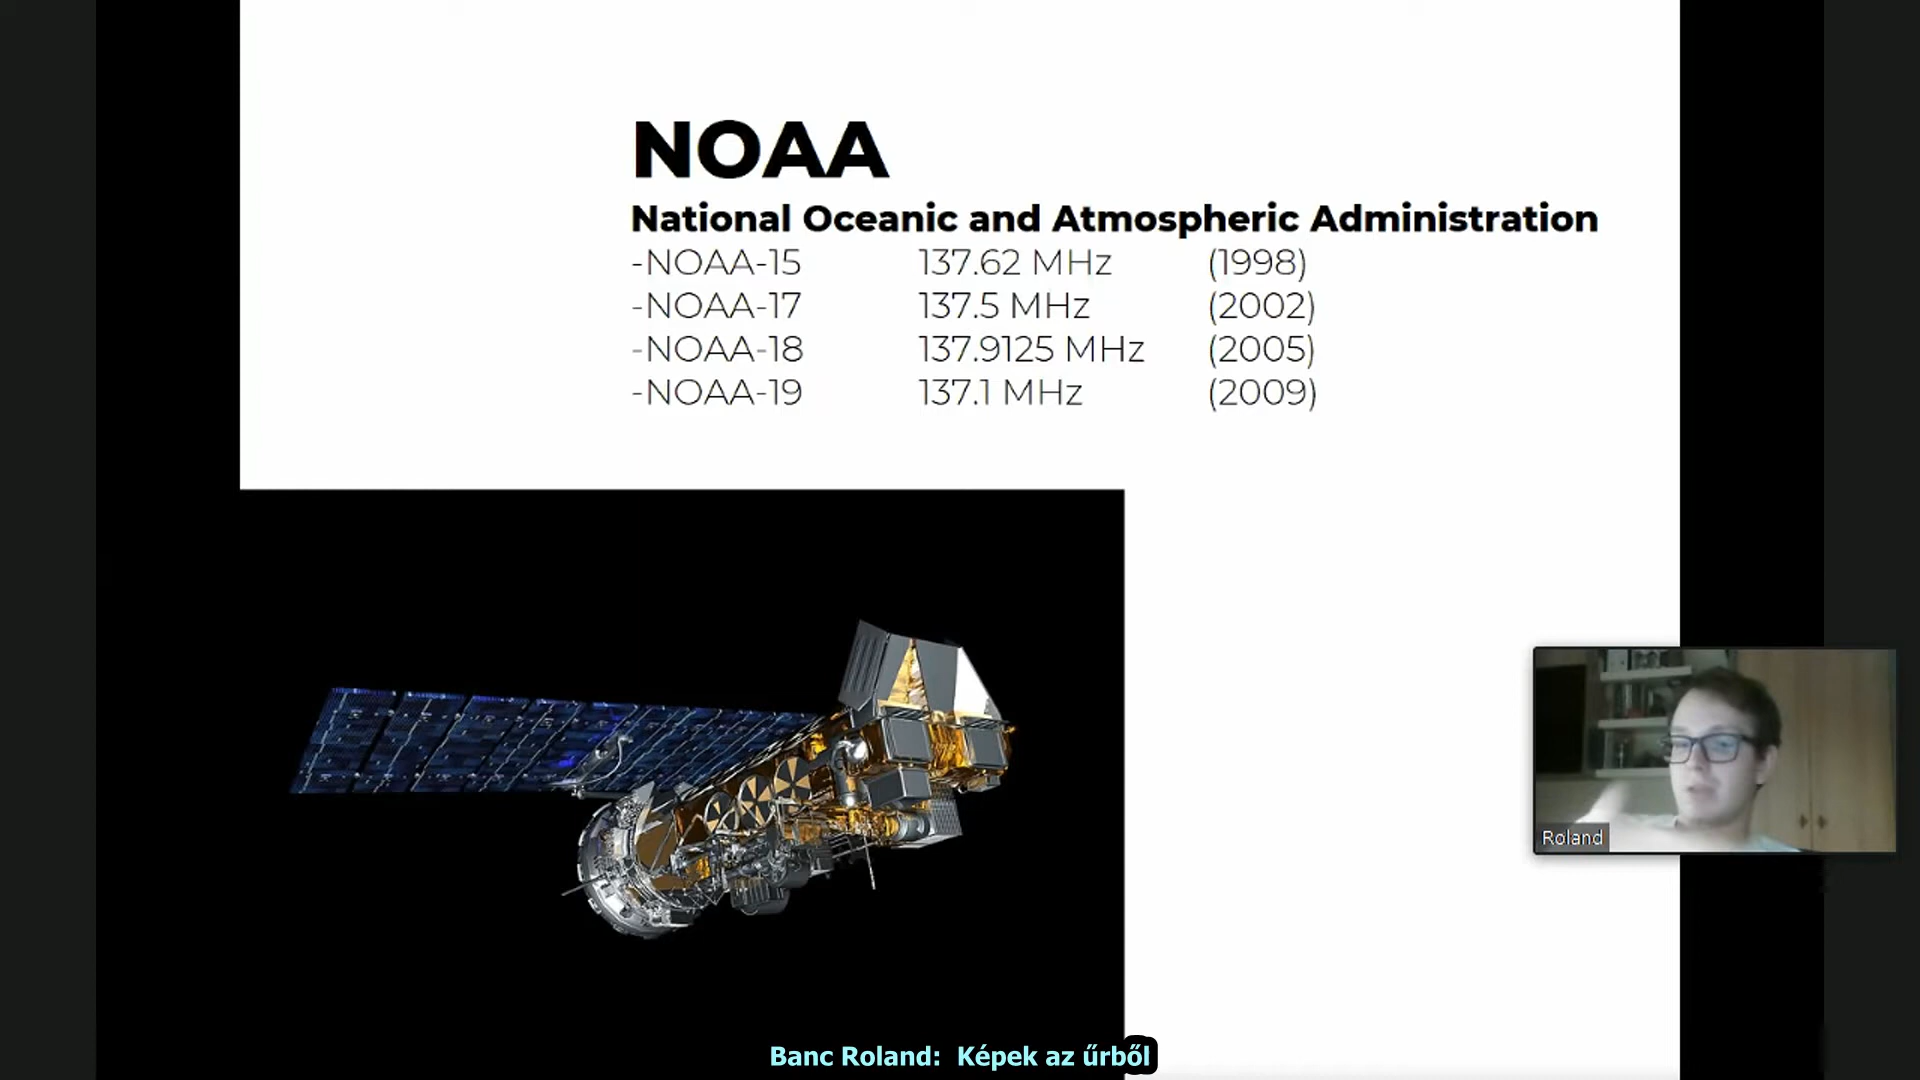 NOAA
National Oceanic and Atmospheric Administration
-NOAA-15 137.62 MHz (1998)
-NOAA-17 137.5 MHz (2002)
-NOAA-18 137.9125 MHz (2005)
-NOAA-19 137.1 MHz (2009)
Roland
Banc Roland: Képek az űrből